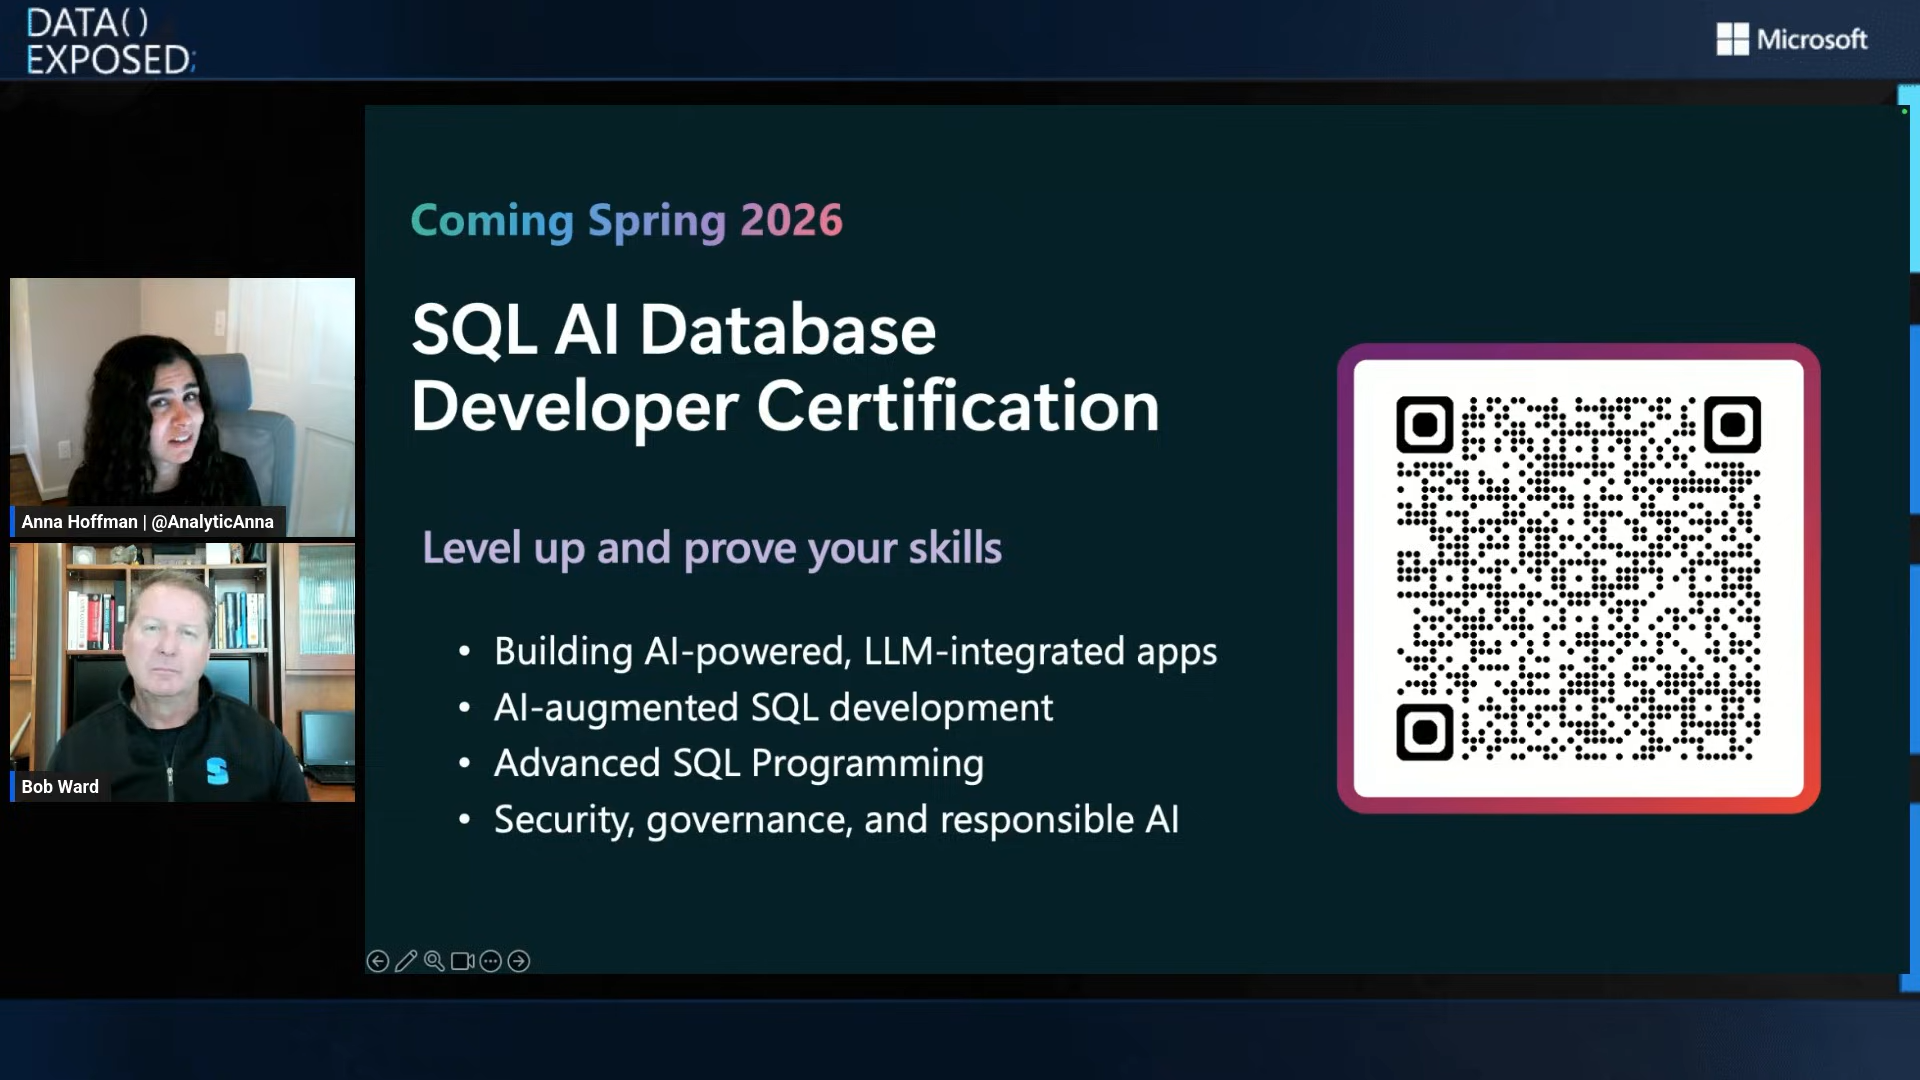 DATA()
EXPOSED;
Microsoft
Coming Spring 2026
SQL AI Database
Developer Certification
Level up and prove your skills
• Building AI-powered, LLM-integrated apps
• AI-augmented SQL development
• Advanced SQL Programming
• Security, governance, and responsible AI
Anna Hoffman | @AnalyticAnna
Bob Ward